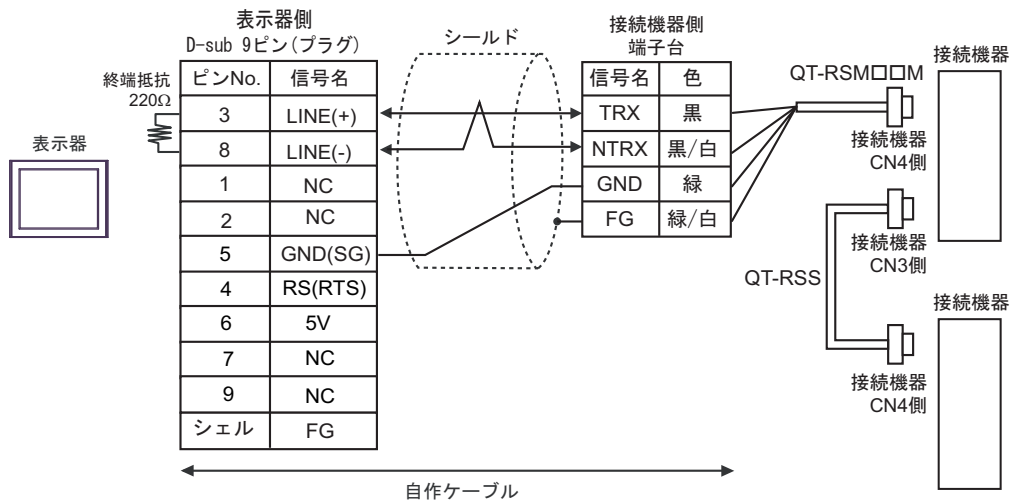 表示器側
D-sub 9ピン(プラグ)
シールド
接続機器側
端子台
接続機器
終端抵抗
220Ω
ピンNo. 信号名
信号名 色
QT-RSM□□M
3 LINE(+)
TRX 黒
表示器
8 LINE(-)
NTRX 黒/白
接続機器
CN4側
1 NC
GND 緑
2 NC
FG 緑/白
5 GND(SG)
接続機器
CN3側
QT-RSS
4 RS(RTS)
6 5V
接続機器
7 NC
9 NC
接続機器
CN4側
シェル FG
自作ケーブル